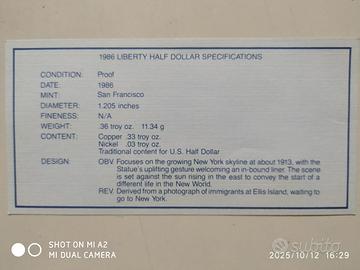 1986 LIBERTY HALF DOLLAR SPECIFICATIONS
CONDITION: Proof
DATE: 1986
MINT: San Francisco
DIAMETER: 1.205 inches
FINENESS: N/A
WEIGHT: .36 troy oz. 11.34 g
CONTENT: Copper .33 troy oz.
Nickel .03 troy oz.
Traditional content for U.S. Half Dollar
DESIGN: OBV. Focuses on the growing New York skyline at about 1913, with the
Statue's uplifting gesture welcoming an in-bound liner. The scene
is set against the sun rising in the east to convey the start of a
different life in the New World.
REV. Derived from a photograph of immigrants at Ellis Island, waiting to
go to New York.
SHOT ON MI A2
MI DUAL CAMERA
subito
2025/10/12 16:29